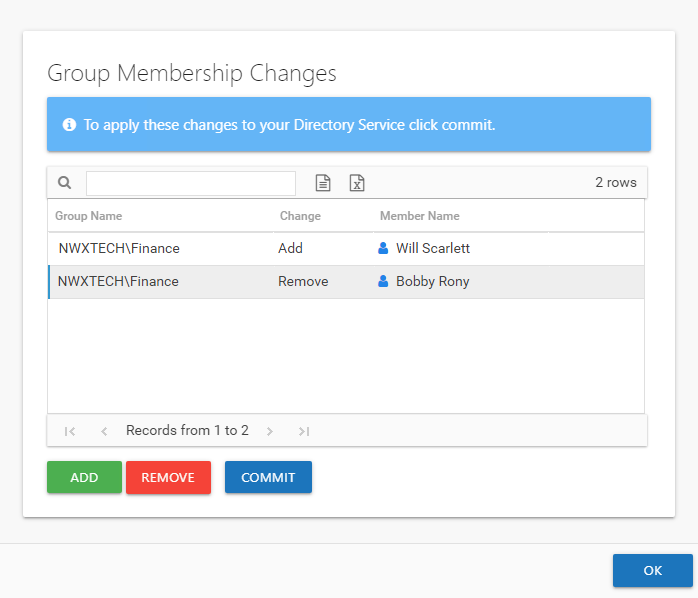 Group Membership Changes
To apply these changes to your Directory Service click commit.
2 rows
Group Name Change Member Name
NWXTECH\Finance Add Will Scarlett
NWXTECH\Finance Remove Bobby Rony
Records from 1 to 2
ADD REMOVE COMMIT
OK